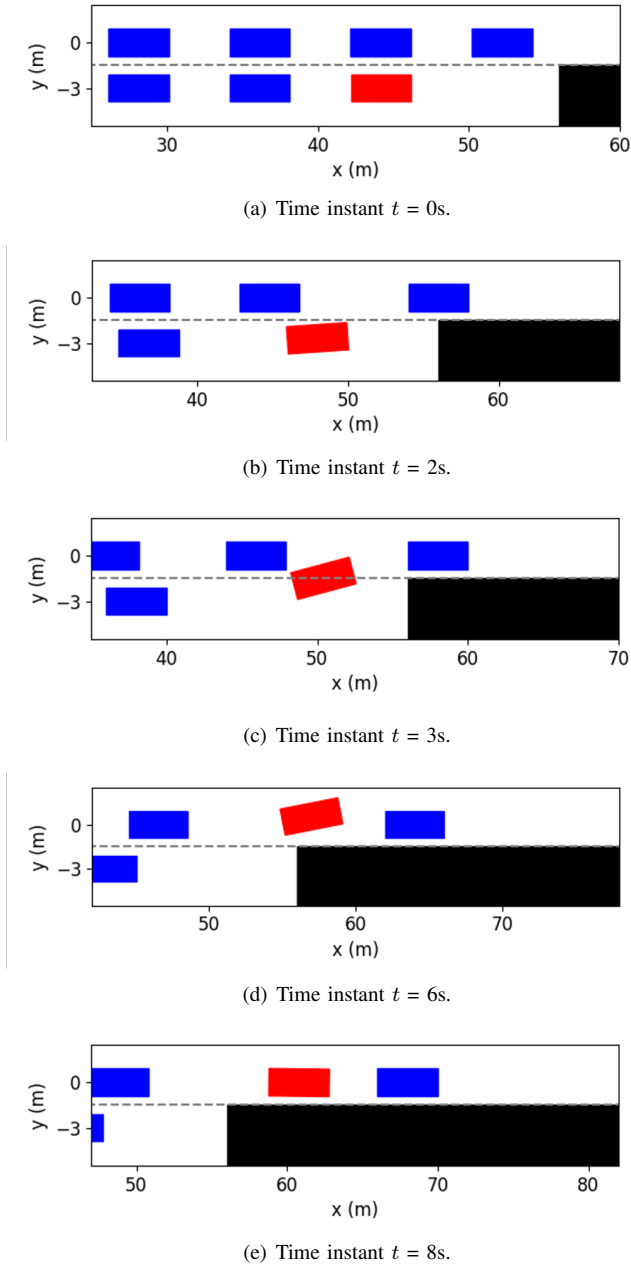 y (m)
0
−3
30
40
50
60
x (m)
(a) Time instant t = 0s.
y (m)
0
−3
40
50
60
x (m)
(b) Time instant t = 2s.
y (m)
0
−3
40
50
60
70
x (m)
(c) Time instant t = 3s.
y (m)
0
−3
50
60
70
x (m)
(d) Time instant t = 6s.
y (m)
0
−3
50
60
70
80
x (m)
(e) Time instant t = 8s.